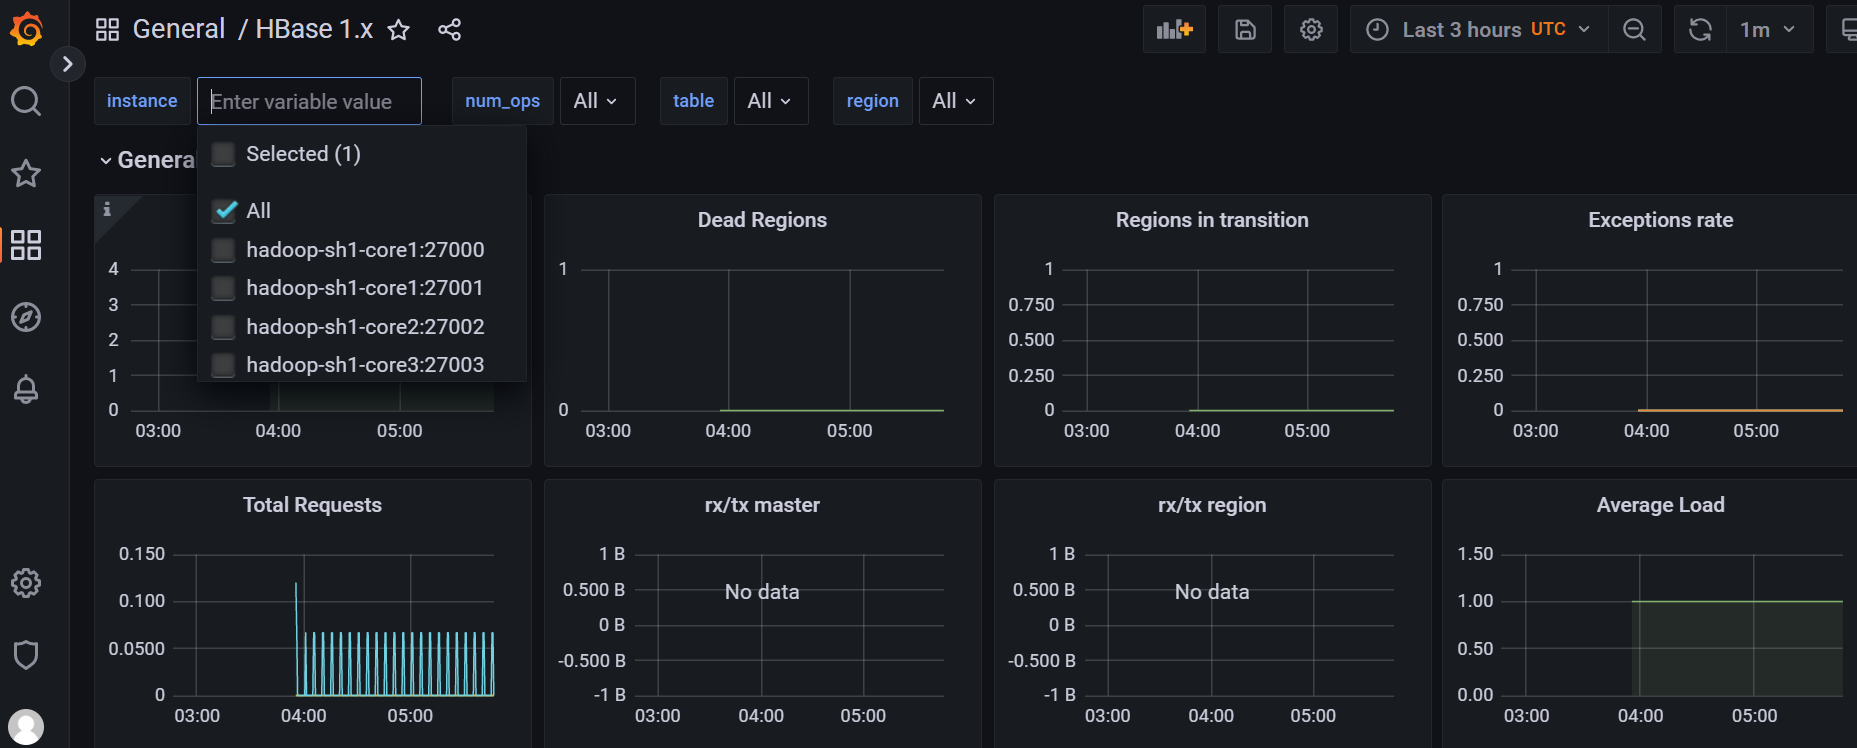 General / HBase 1.x
Last 3 hours UTC
1m
instance
Enter variable value
num_ops
All
table
All
region
All
Genera
Selected (1)
All
hadoop-sh1-core1:27000
hadoop-sh1-core1:27001
hadoop-sh1-core2:27002
hadoop-sh1-core3:27003
i
4
3
2
1
0
03:00 04:00 05:00
Dead Regions
1
0
03:00 04:00 05:00
Regions in transition
1
0.750
0.500
0.250
0
03:00 04:00 05:00
Exceptions rate
1
0.750
0.500
0.250
0
03:00 04:00 05:00
Total Requests
0.150
0.100
0.0500
0
03:00 04:00 05:00
rx/tx master
1 B
0.500 B
0 B
-0.500 B
-1 B
No data
03:00 04:00 05:00
rx/tx region
1 B
0.500 B
0 B
-0.500 B
-1 B
No data
03:00 04:00 05:00
Average Load
1.50
1.00
0.50
0.00
03:00 04:00 05:00